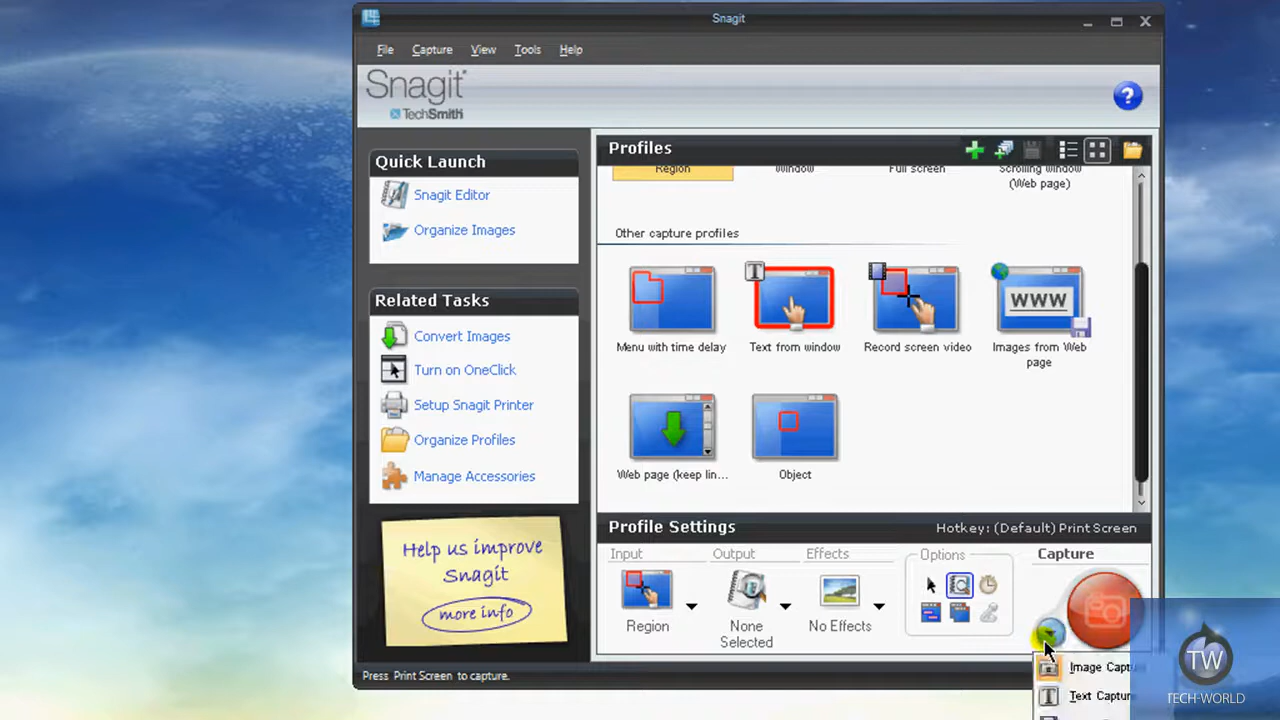 Snagit
File Capture View Tools Help
Snagit
TechSmith
?
Quick Launch
Snagit Editor
Organize Images
Related Tasks
Convert Images
Turn on OneClick
Setup Snagit Printer
Organize Profiles
Manage Accessories
Help us improve
Snagit
more info
Profiles
Region Window Full screen Scrolling window
(Web page)
Other capture profiles
T
WWW
Menu with time delay Text from window Record screen video Images from Web
page
Web page (keep lin... Object
Profile Settings Hotkey: (Default) Print Screen
Input Output Effects Options Capture
Region None
Selected No Effects
Image Captu
T Text Captur
Press Print Screen to capture.
TW
TECH-WORLD